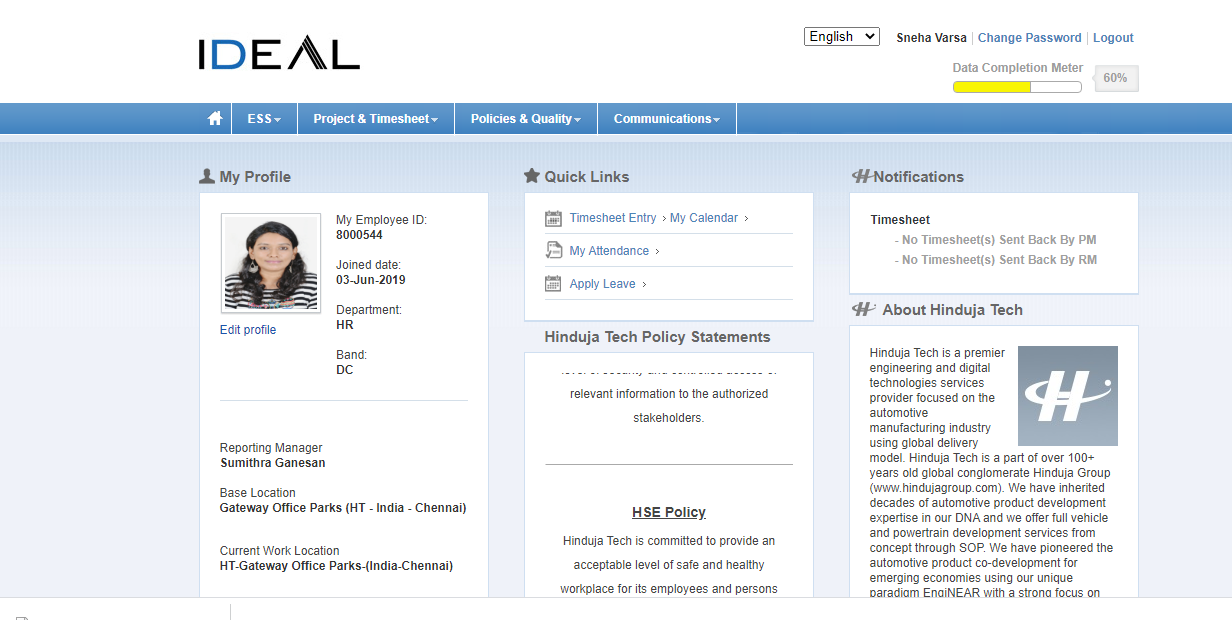 IDEAL
English
Sneha Varsa | Change Password | Logout
Data Completion Meter
60%
ESS
Project & Timesheet
Policies & Quality
Communications
My Profile
My Employee ID:
8000544
Joined date:
03-Jun-2019
Department:
HR
Band:
DC
Edit profile
Reporting Manager
Sumithra Ganesan
Base Location
Gateway Office Parks (HT - India - Chennai)
Current Work Location
HT-Gateway Office Parks-(India-Chennai)
Quick Links
Timesheet Entry › My Calendar ›
My Attendance ›
Apply Leave ›
Hinduja Tech Policy Statements
level of security and controlled access of
relevant information to the authorized
stakeholders.
HSE Policy
Hinduja Tech is committed to provide an
acceptable level of safe and healthy
workplace for its employees and persons
Notifications
Timesheet
- No Timesheet(s) Sent Back By PM
- No Timesheet(s) Sent Back By RM
About Hinduja Tech
Hinduja Tech is a premier
engineering and digital
technologies services
provider focused on the
automotive
manufacturing industry
using global delivery
model. Hinduja Tech is a part of over 100+
years old global conglomerate Hinduja Group
(www.hindujagroup.com). We have inherited
decades of automotive product development
expertise in our DNA and we offer full vehicle
and powertrain development services from
concept through SOP. We have pioneered the
automotive product co-development for
emerging economies using our unique
paradigm EngiNEAR with a strong focus on